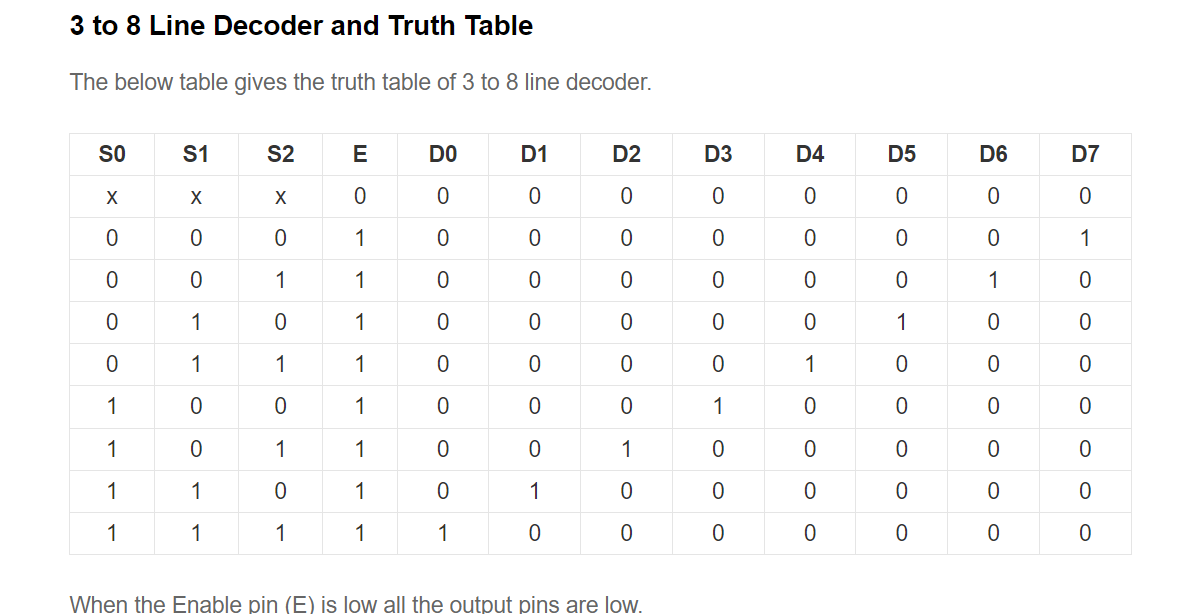 3 to 8 Line Decoder and Truth Table
The below table gives the truth table of 3 to 8 line decoder.
S0 S1 S2 E D0 D1 D2 D3 D4 D5 D6 D7
x x x 0 0 0 0 0 0 0 0 0
0 0 0 1 0 0 0 0 0 0 0 1
0 0 1 1 0 0 0 0 0 0 1 0
0 1 0 1 0 0 0 0 0 1 0 0
0 1 1 1 0 0 0 0 1 0 0 0
1 0 0 1 0 0 0 1 0 0 0 0
1 0 1 1 0 0 1 0 0 0 0 0
1 1 0 1 0 1 0 0 0 0 0 0
1 1 1 1 1 0 0 0 0 0 0 0
When the Enable pin (E) is low all the output pins are low.